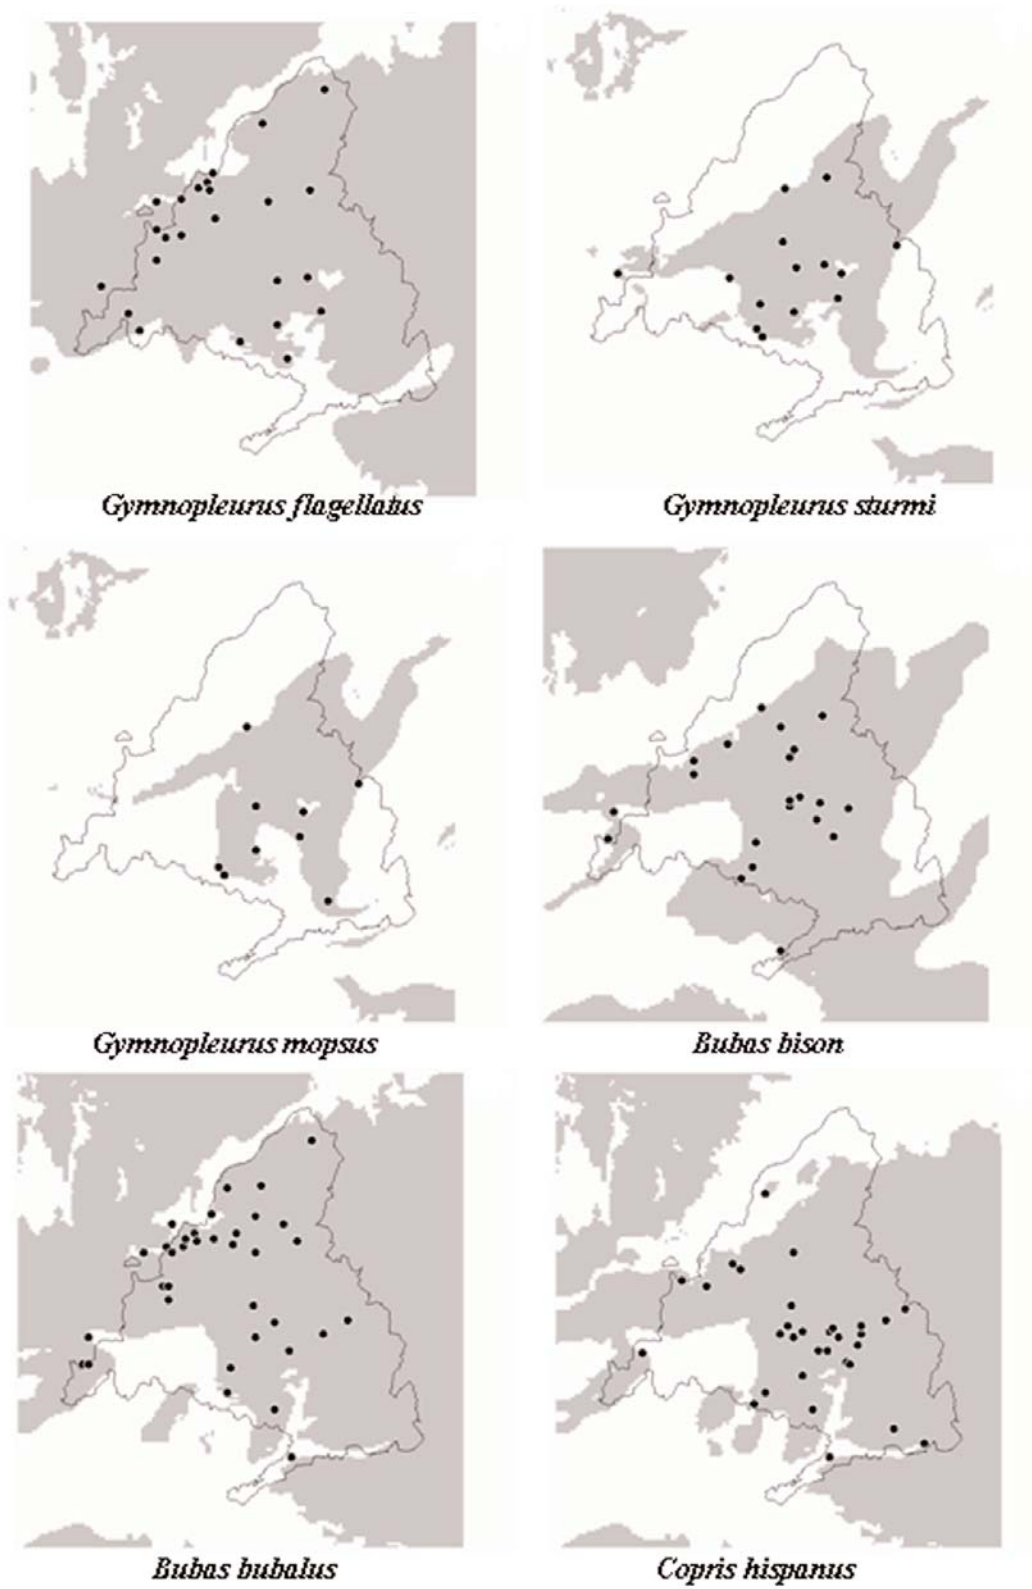 Gymnopleurus flagellatus
Gymnopleurus sturmi
Gymnopleurus mopsus
Bubas bison
Bubas bubalus
Copris hispanus